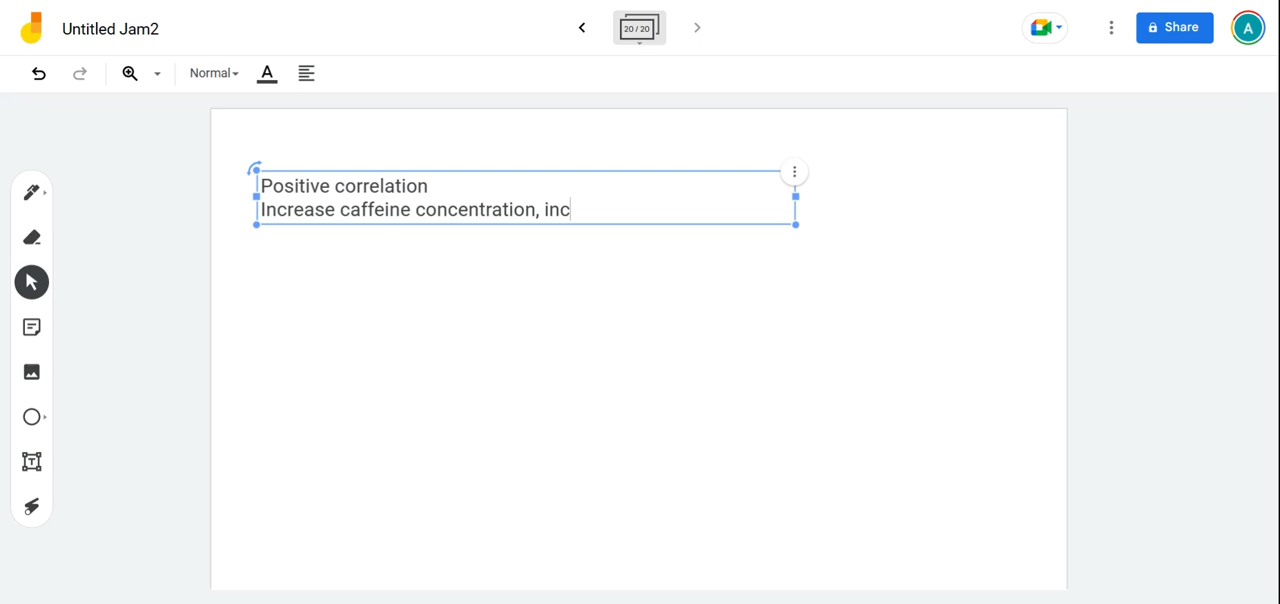 Untitled Jam2
20 / 20
Share
A
Normal
A
Positive correlation
Increase caffeine concentration, inc